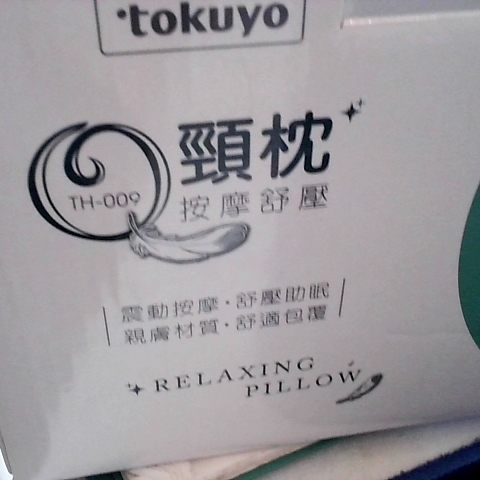 ·tokuyo
Q頸枕
TH-009
按摩舒壓
震動按摩·舒壓助眠
親膚材質·舒適包覆
RELAXING
PILLOW